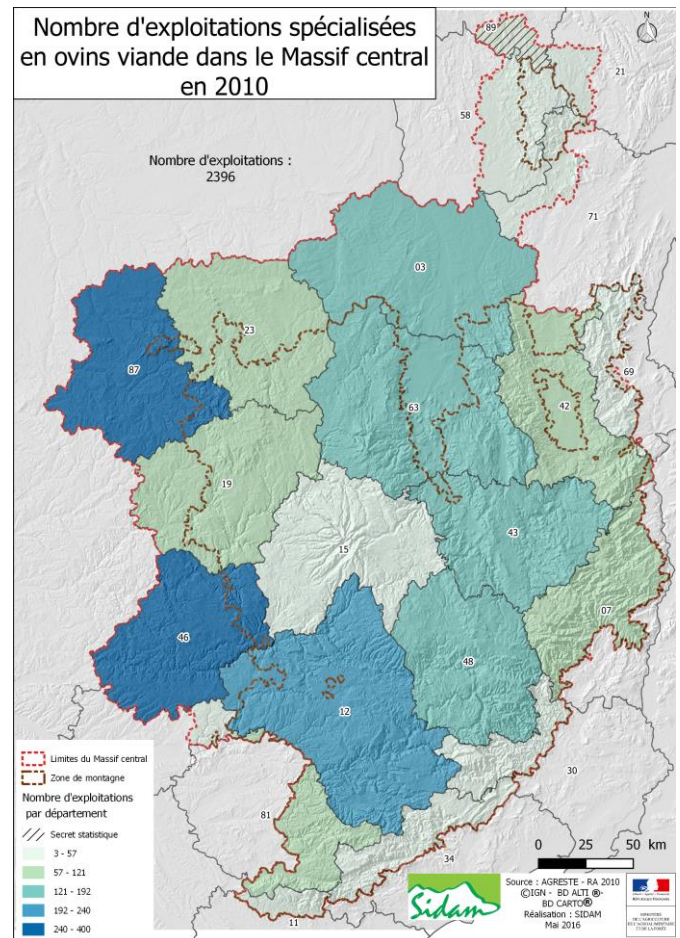 Nombre d'exploitations spécialisées
en ovins viande dans le Massif central
en 2010
N
89
21
58
Nombre d'exploitations :
2396
71
03
23
87
69
63
42
19
43
15
07
46
48
12
30
81
34
11
Limites du Massif central
Zone de montagne
Nombre d'exploitations
par département
Secret statistique
3 - 57
57 - 121
121 - 192
192 - 240
240 - 400
0 25 50 km
Sidam
Source : AGRESTE - RA 2010
©IGN - BD ALTI ®-
BD CARTO®
Réalisation : SIDAM
Mai 2016